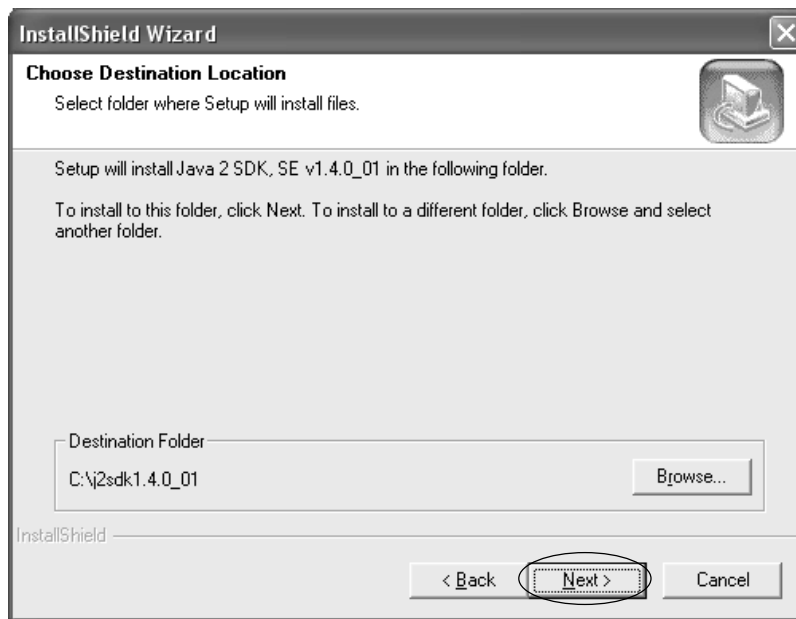 InstallShield Wizard
Choose Destination Location
Select folder where Setup will install files.
Setup will install Java 2 SDK, SE v1.4.0_01 in the following folder.
To install to this folder, click Next. To install to a different folder, click Browse and select
another folder.
Destination Folder
C:\j2sdk1.4.0_01
Browse...
InstallShield
< Back
Next >
Cancel